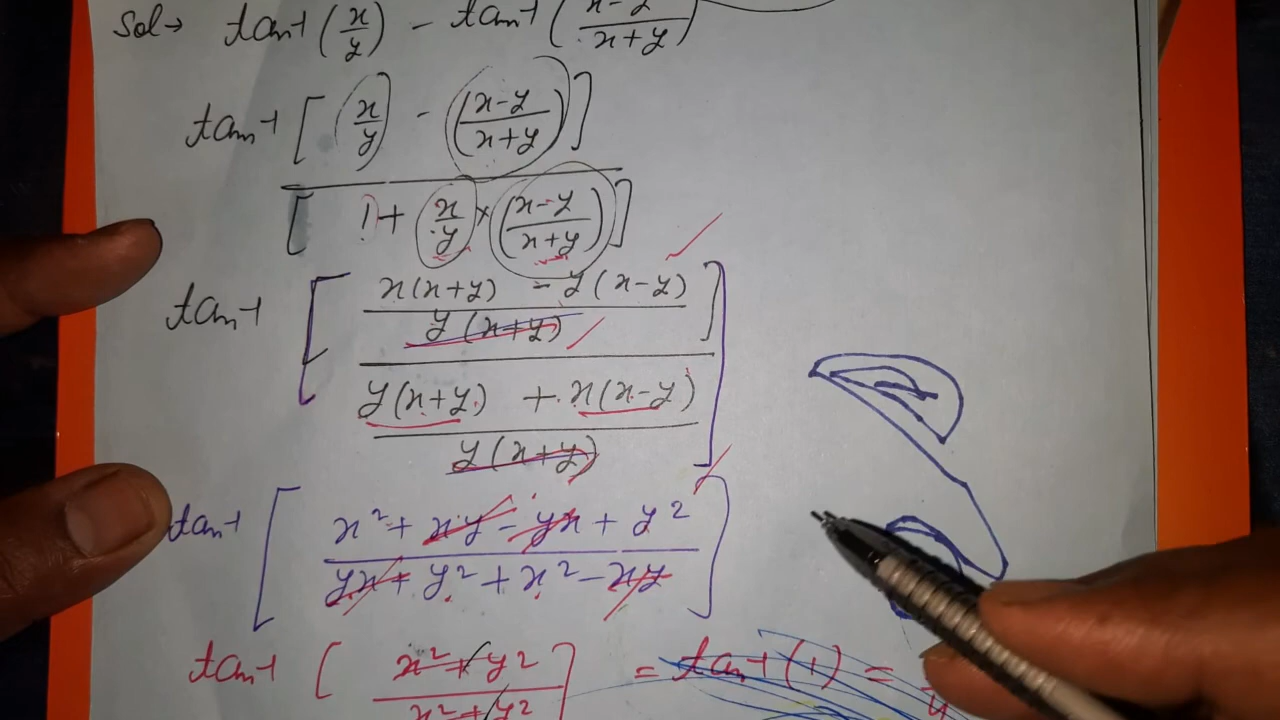 Sol→ tan-1 (x/y) - tan-1 (x-y/x+y)
tan-1 [ (x/y) - (x-y/x+y) ]
[ 1 + (x/y) × (x-y/x+y) ]
tan-1 [ x(x+y) - y(x-y)
y(x+y) ]
y(x+y) + x(x-y)
y(x+y)
tan-1 [ x² + xy - yx + y²
yx + y² + x² - xy ]
tan-1 [ x² + y² ] = tan-1 (1) =
x² + y²